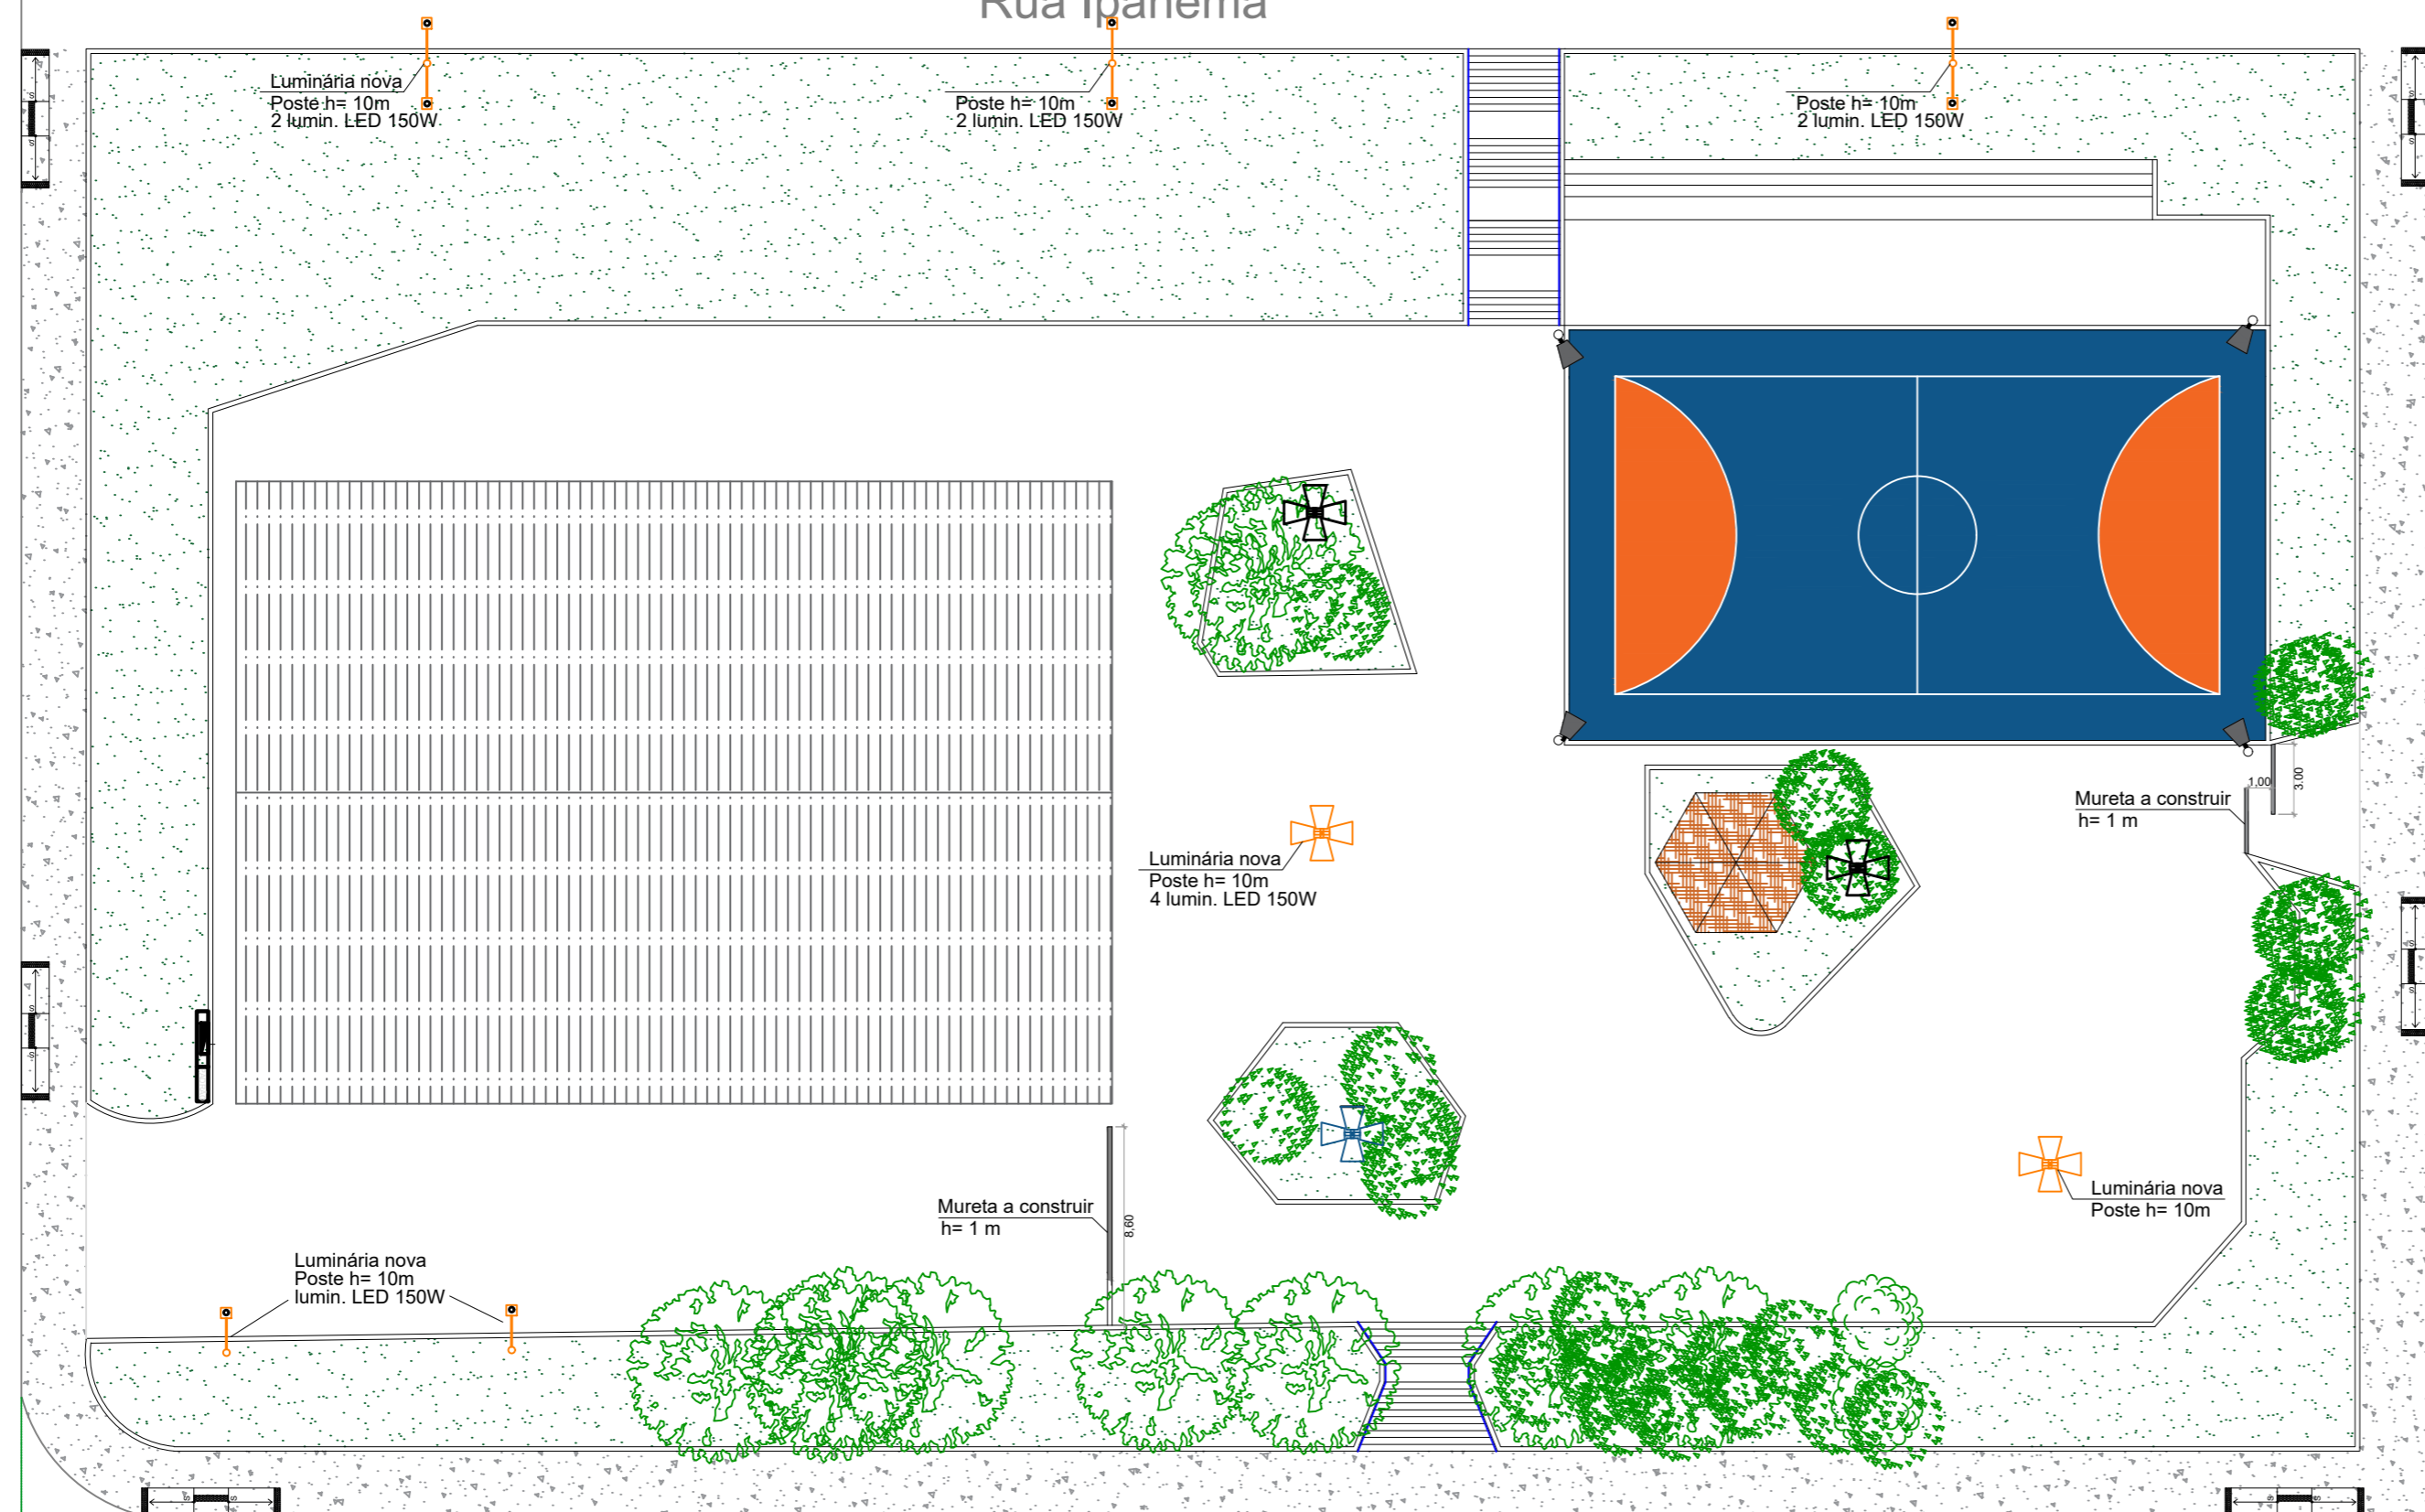 Rua Ipanema
Luminária nova
Poste h= 10m
2 lumin. LED 150W
Poste h= 10m
2 lumin. LED 150W
Poste h= 10m
2 lumin. LED 150W
1,00
3.00
Mureta a construir
h= 1 m
Luminária nova
Poste h= 10m
4 lumin. LED 150W
Mureta a construir
h= 1 m
8,60
Luminária nova
Poste h= 10m
Luminária nova
Poste h= 10m
lumin. LED 150W
S
S
S
S
S
S
S
S
S
S
S
S